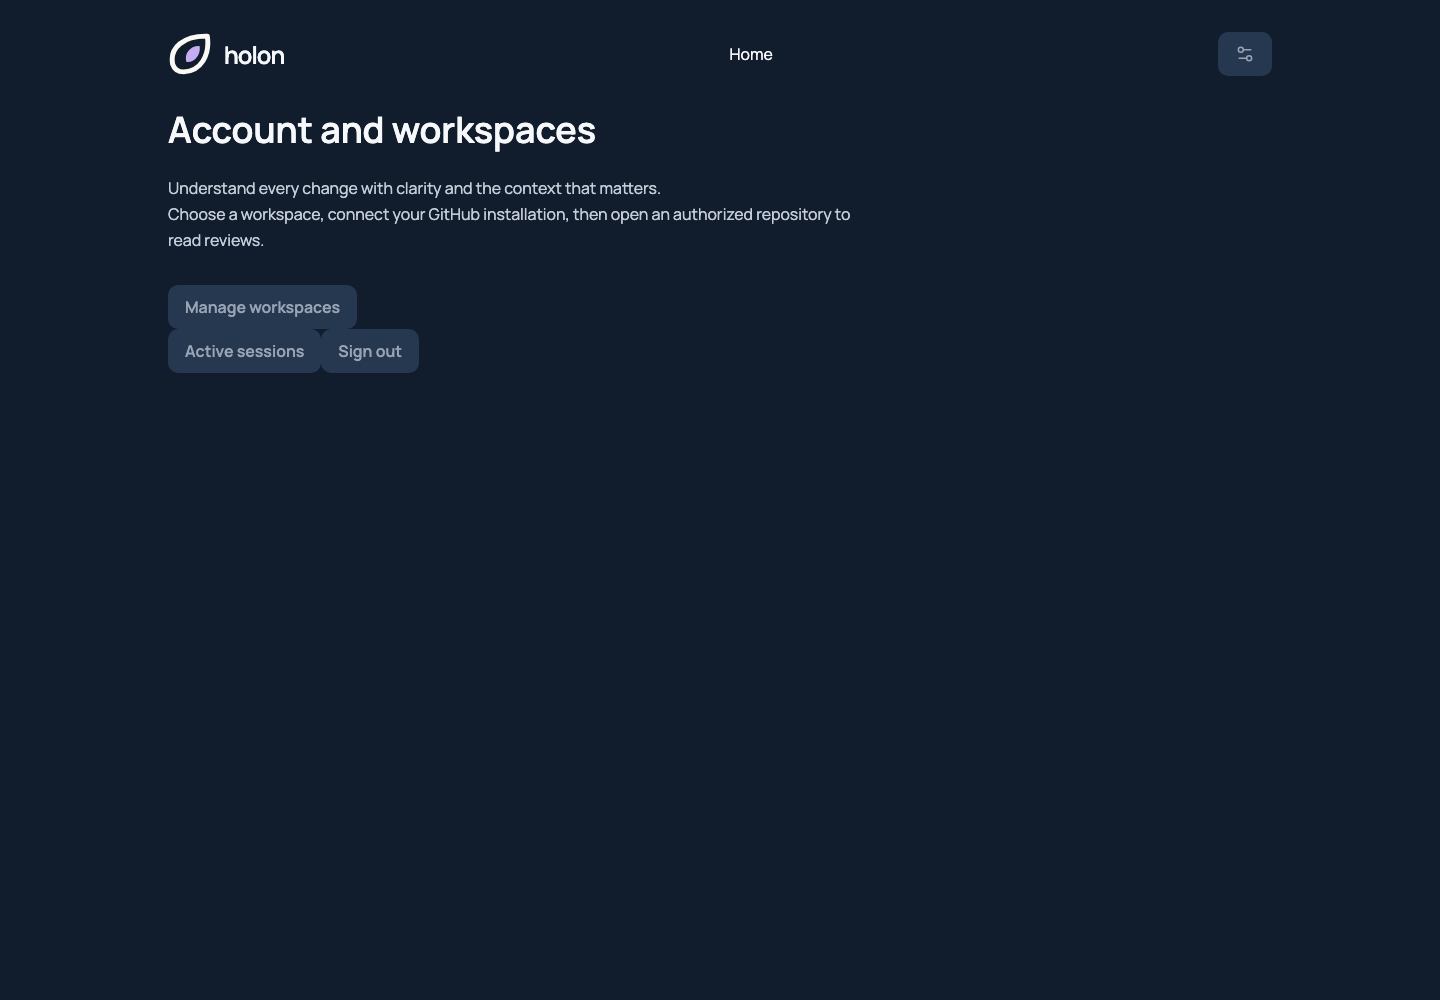 holon
Home
Account and workspaces
Understand every change with clarity and the context that matters.
Choose a workspace, connect your GitHub installation, then open an authorized repository to
read reviews.
Manage workspaces
Active sessions
Sign out